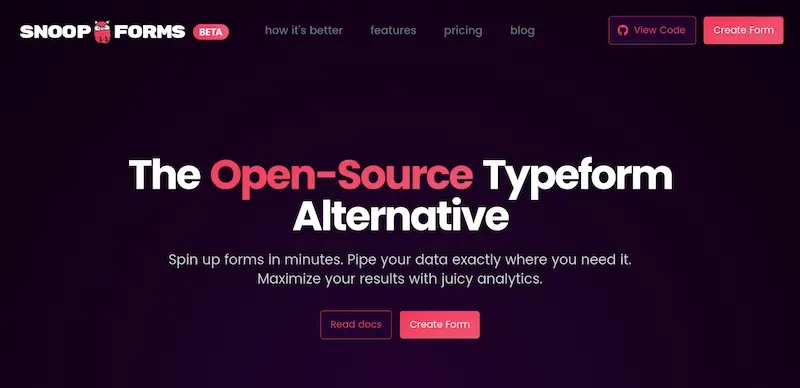 SNOOP FORMS BETA
how it's better features pricing blog
View Code Create Form
The Open-Source Typeform
Alternative
Spin up forms in minutes. Pipe your data exactly where you need it.
Maximize your results with juicy analytics.
Read docs Create Form